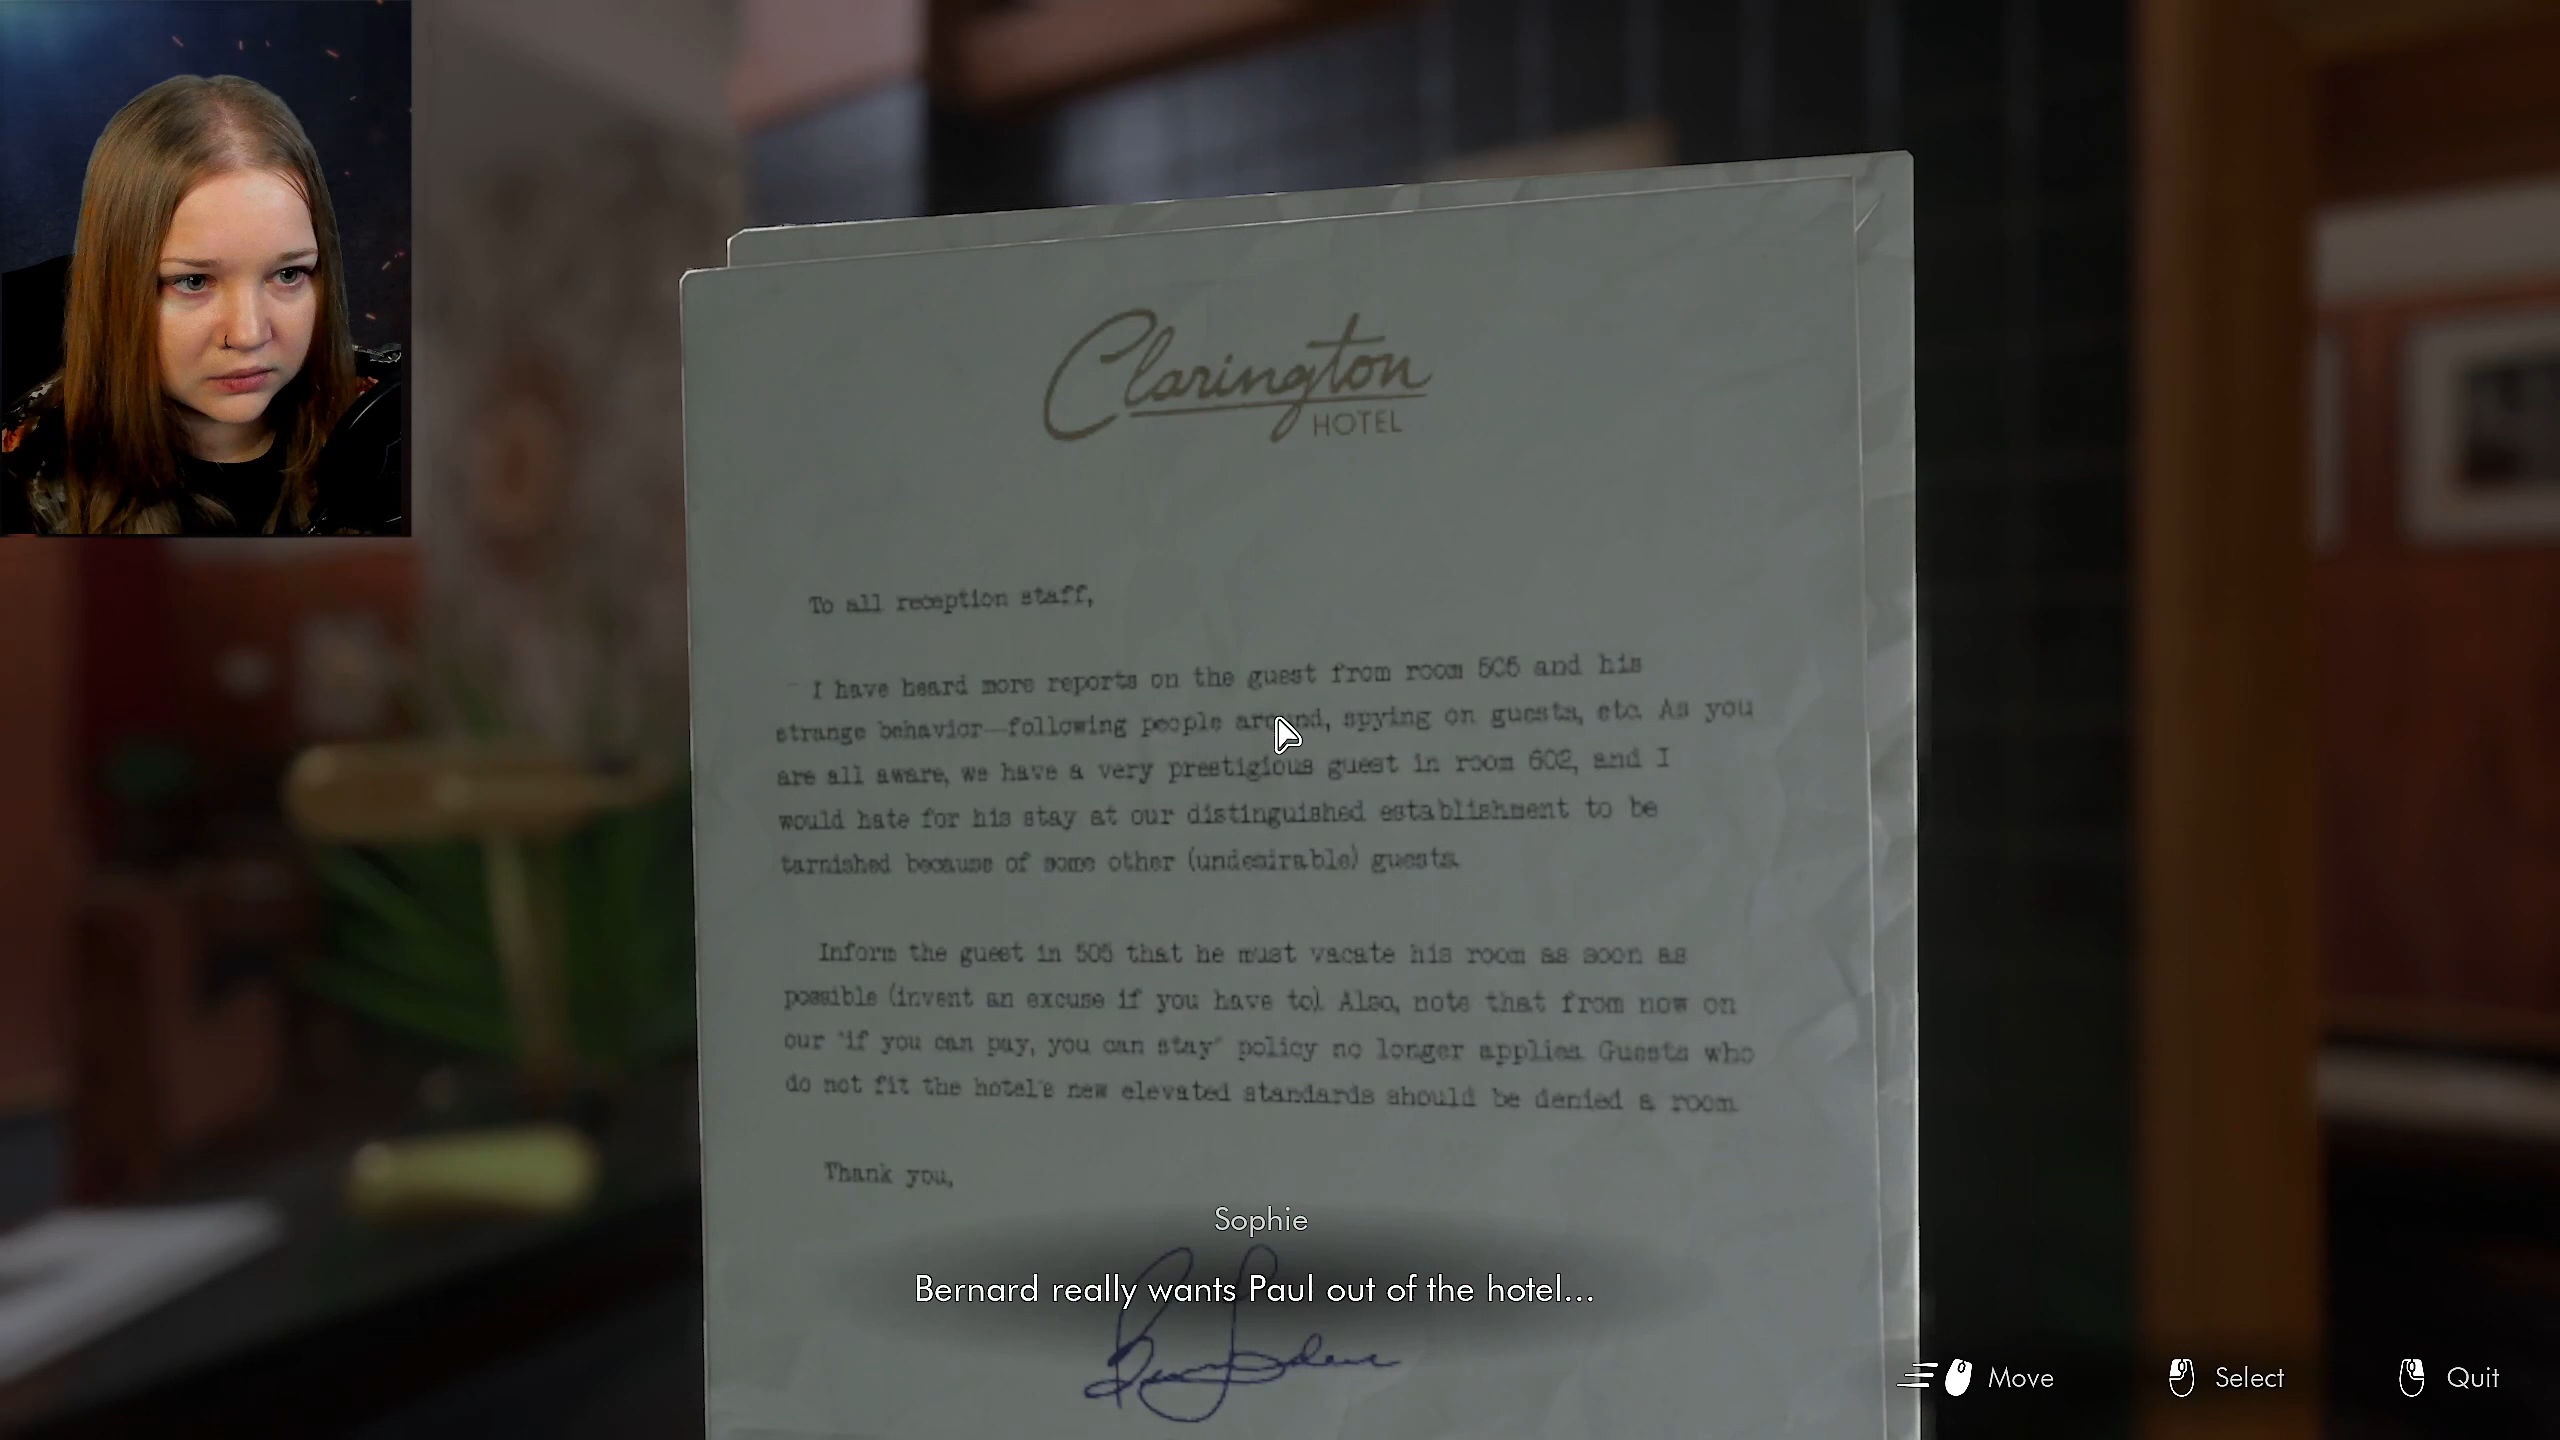 Clarington
HOTEL
To all reception staff,
I have heard more reports on the guest from room 505 and his
strange behavior—following people around, spying on guests, etc. As you
are all aware, we have a very prestigious guest in room 602, and I
would hate for his stay at our distinguished establishment to be
tarnished because of some other (undesirable) guests.
Inform the guest in 505 that he must vacate his room as soon as
possible (invent an excuse if you have to). Also, note that from now on
our "if you can pay, you can stay" policy no longer applies. Guests who
do not fit the hotel's new elevated standards should be denied a room.
Thank you,
Sophie
Bernard really wants Paul out of the hotel...
Move Select Quit